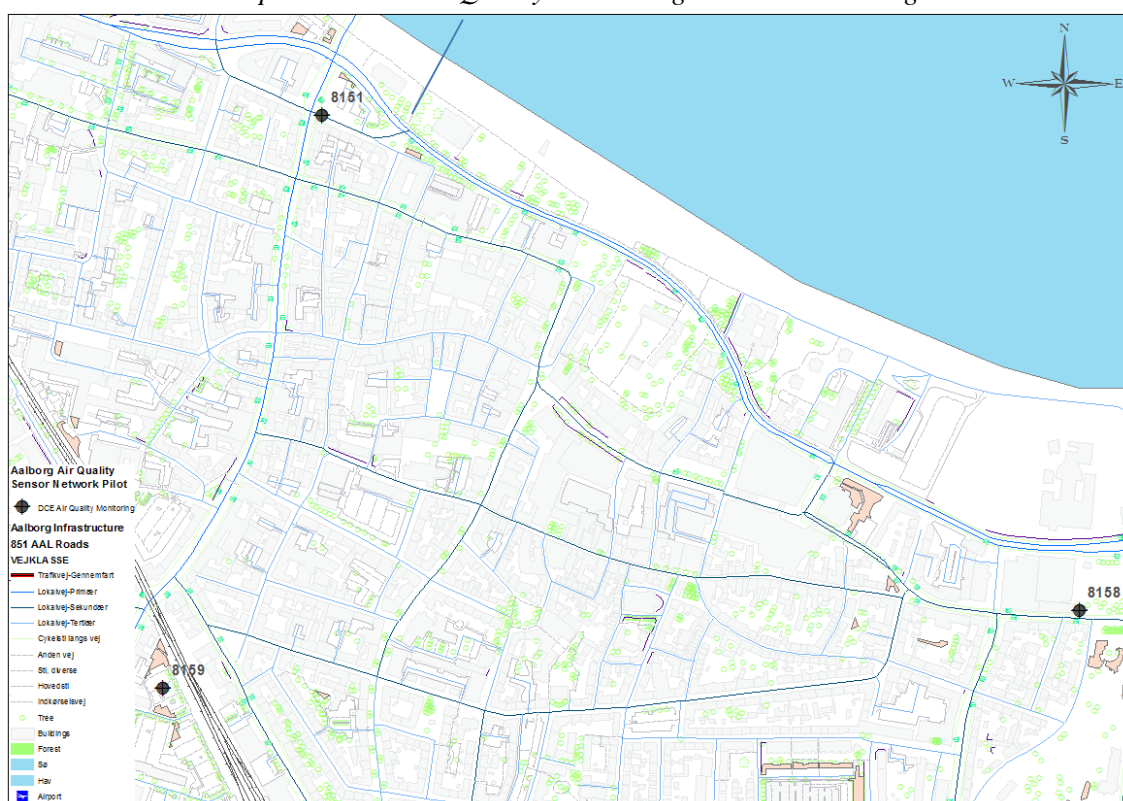 N
W E
S
8151
8158
8159
Aalborg Air Quality
Sensor Network Pilot
DCE Air Quality Monitoring
Aalborg Infrastructure
851 AAL Roads
VEJKLASSE
Trafikvej-Gennemfart
Lokalvej-Primær
Lokalvej-Sekundær
Lokalvej-Tertiær
Cykelsti langs vej
Anden vej
Sti, diverse
Hovedsti
Indkørselsvej
Tree
Buildings
Forest
Sø
Hav
Airport